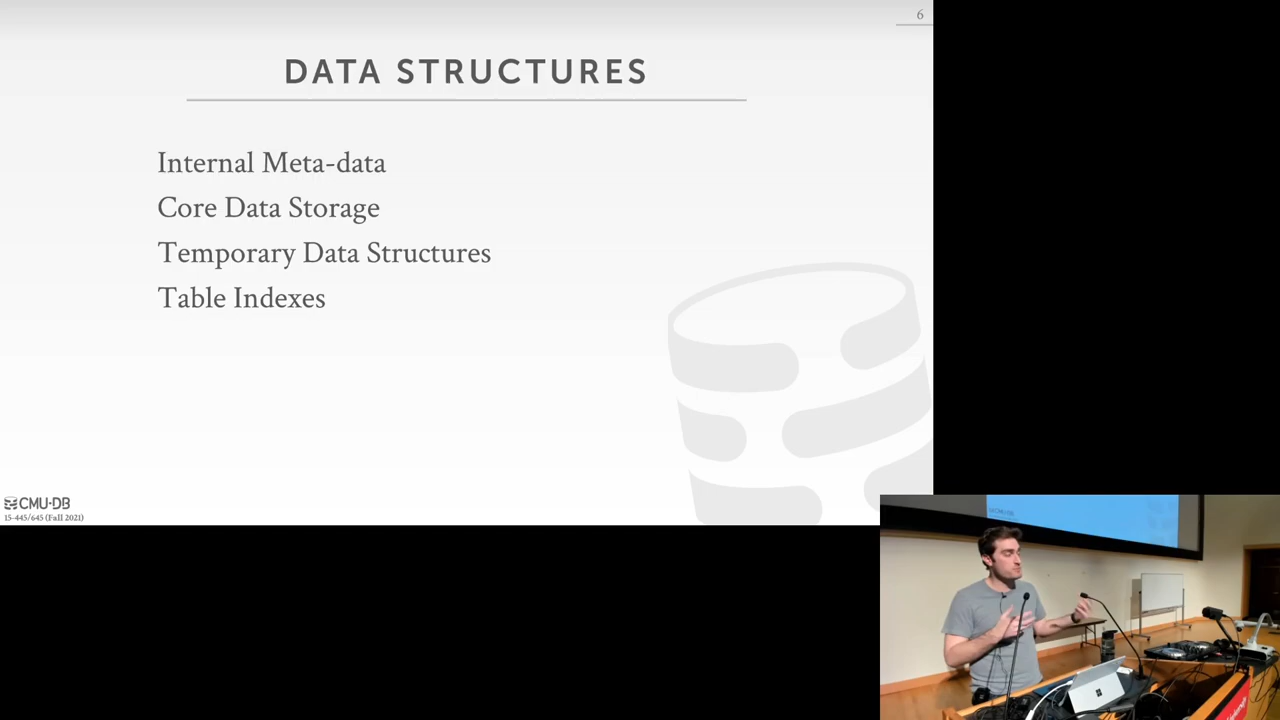 6
DATA STRUCTURES
Internal Meta-data
Core Data Storage
Temporary Data Structures
Table Indexes
CMU·DB
15-445/645 (Fall 2021)